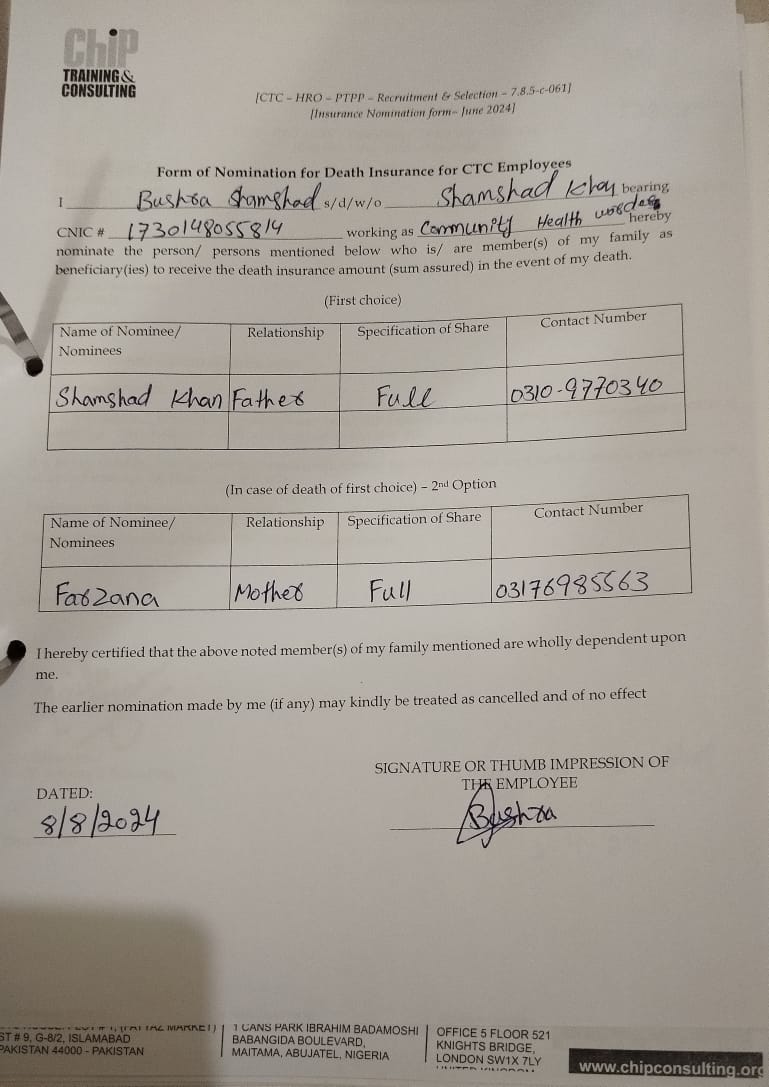 ChiP
TRAINING &
CONSULTING
[CTC – HRO – PTPP – Recruitment & Selection – 7.8.5-c-061]
[Insurance Nomination form– June 2024]
Form of Nomination for Death Insurance for CTC Employees
I Bushra Shamshad s/d/w/o Shamshad Khan bearing
CNIC # 1730148055814 working as Community Health worder hereby
nominate the person/ persons mentioned below who is/ are member(s) of my family as
beneficiary(ies) to receive the death insurance amount (sum assured) in the event of my death.
(First choice)
Name of Nominee/ Nominees Relationship Specification of Share Contact Number
Shamshad Khan Father Full 0310-9770340
(In case of death of first choice) – 2nd Option
Name of Nominee/ Nominees Relationship Specification of Share Contact Number
Farzana Mother Full 03176985563
I hereby certified that the above noted member(s) of my family mentioned are wholly dependent upon
me.
The earlier nomination made by me (if any) may kindly be treated as cancelled and of no effect
SIGNATURE OR THUMB IMPRESSION OF
THE EMPLOYEE
DATED:
8/8/2024
Bushra
ST # 9, G-8/2, ISLAMABAD
PAKISTAN 44000 - PAKISTAN
1 CANS PARK IBRAHIM BADAMOSHI
BABANGIDA BOULEVARD,
MAITAMA, ABUJATEL, NIGERIA
OFFICE 5 FLOOR 521
KNIGHTS BRIDGE,
LONDON SW1X 7LY
www.chipconsulting.org